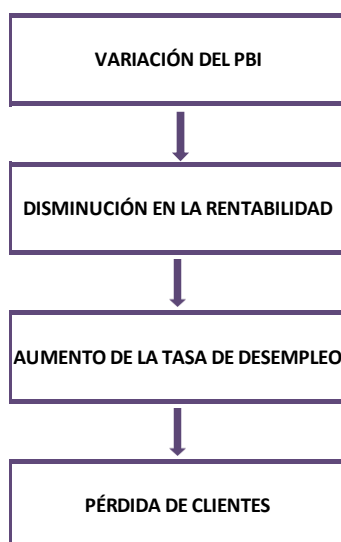 VARIACIÓN DEL PBI
DISMINUCIÓN EN LA RENTABILIDAD
AUMENTO DE LA TASA DE DESEMPLEO
PÉRDIDA DE CLIENTES